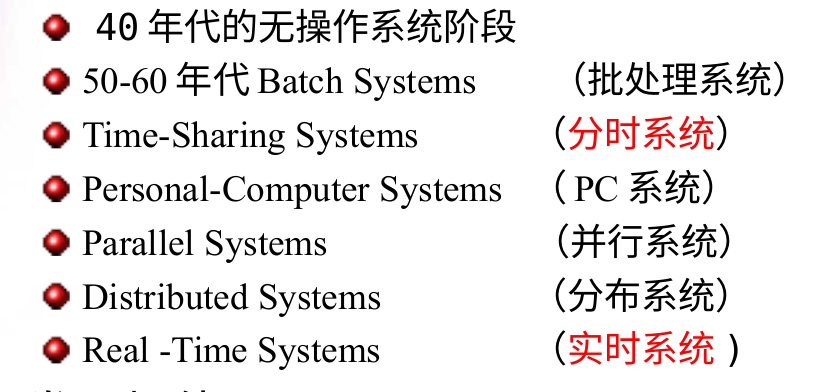 40 年代的无操作系统阶段
50-60 年代 Batch Systems （批处理系统）
Time-Sharing Systems （分时系统）
Personal-Computer Systems （ PC 系统）
Parallel Systems （并行系统）
Distributed Systems （分布系统）
Real -Time Systems （实时系统 )